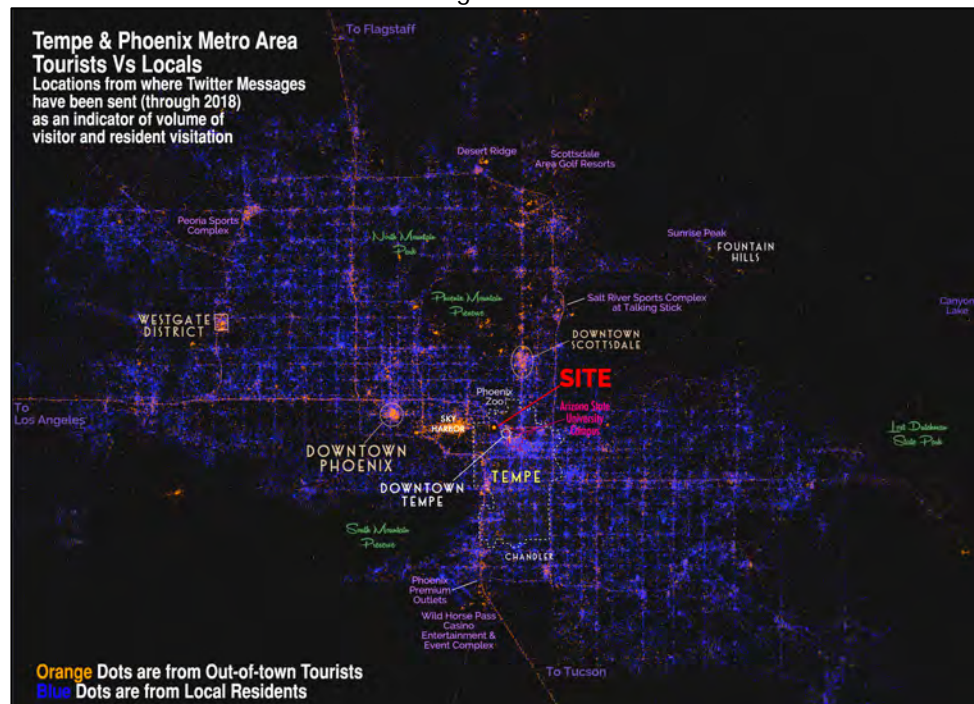 Tempe & Phoenix Metro Area
Tourists Vs Locals
Locations from where Twitter Messages
have been sent (through 2018)
as an indicator of volume of
visitor and resident visitation
To Flagstaff
Desert Ridge
Scottsdale
Area Golf Resorts
Peoria Sports
Complex
North Mountain
Park
Sunrise Peak
FOUNTAIN
HILLS
Phoenix Mountain
Preserve
Salt River Sports Complex
at Talking Stick
Canyon
Lake
WESTGATE
DISTRICT
DOWNTOWN
SCOTTSDALE
SITE
Phoenix
Zoo
To
Los Angeles
SKY
HARBOR
Arizona State
University
Campus
Lost Dutchman
State Park
DOWNTOWN
PHOENIX
DOWNTOWN
TEMPE
TEMPE
South Mountain
Preserve
CHANDLER
Phoenix
Premium
Outlets
Wild Horse Pass
Casino
Entertainment &
Event Complex
To Tucson
Orange Dots are from Out-of-town Tourists
Blue Dots are from Local Residents